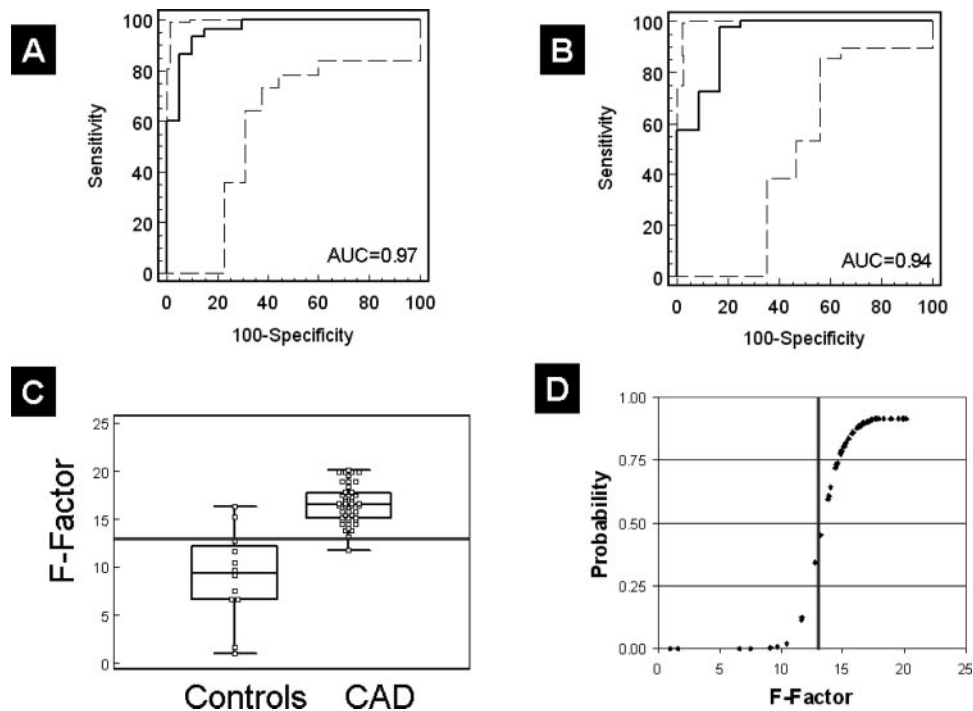 A
Sensitivity
100
80
60
40
20
0
AUC=0.97
0 20 40 60 80 100
100-Specificity
B
Sensitivity
100
80
60
40
20
0
AUC=0.94
0 20 40 60 80 100
100-Specificity
C
F-Factor
25
20
15
10
5
0
Controls CAD
D
Probability
1.00
0.75
0.50
0.25
0.00
0 5 10 15 20 25
F-Factor